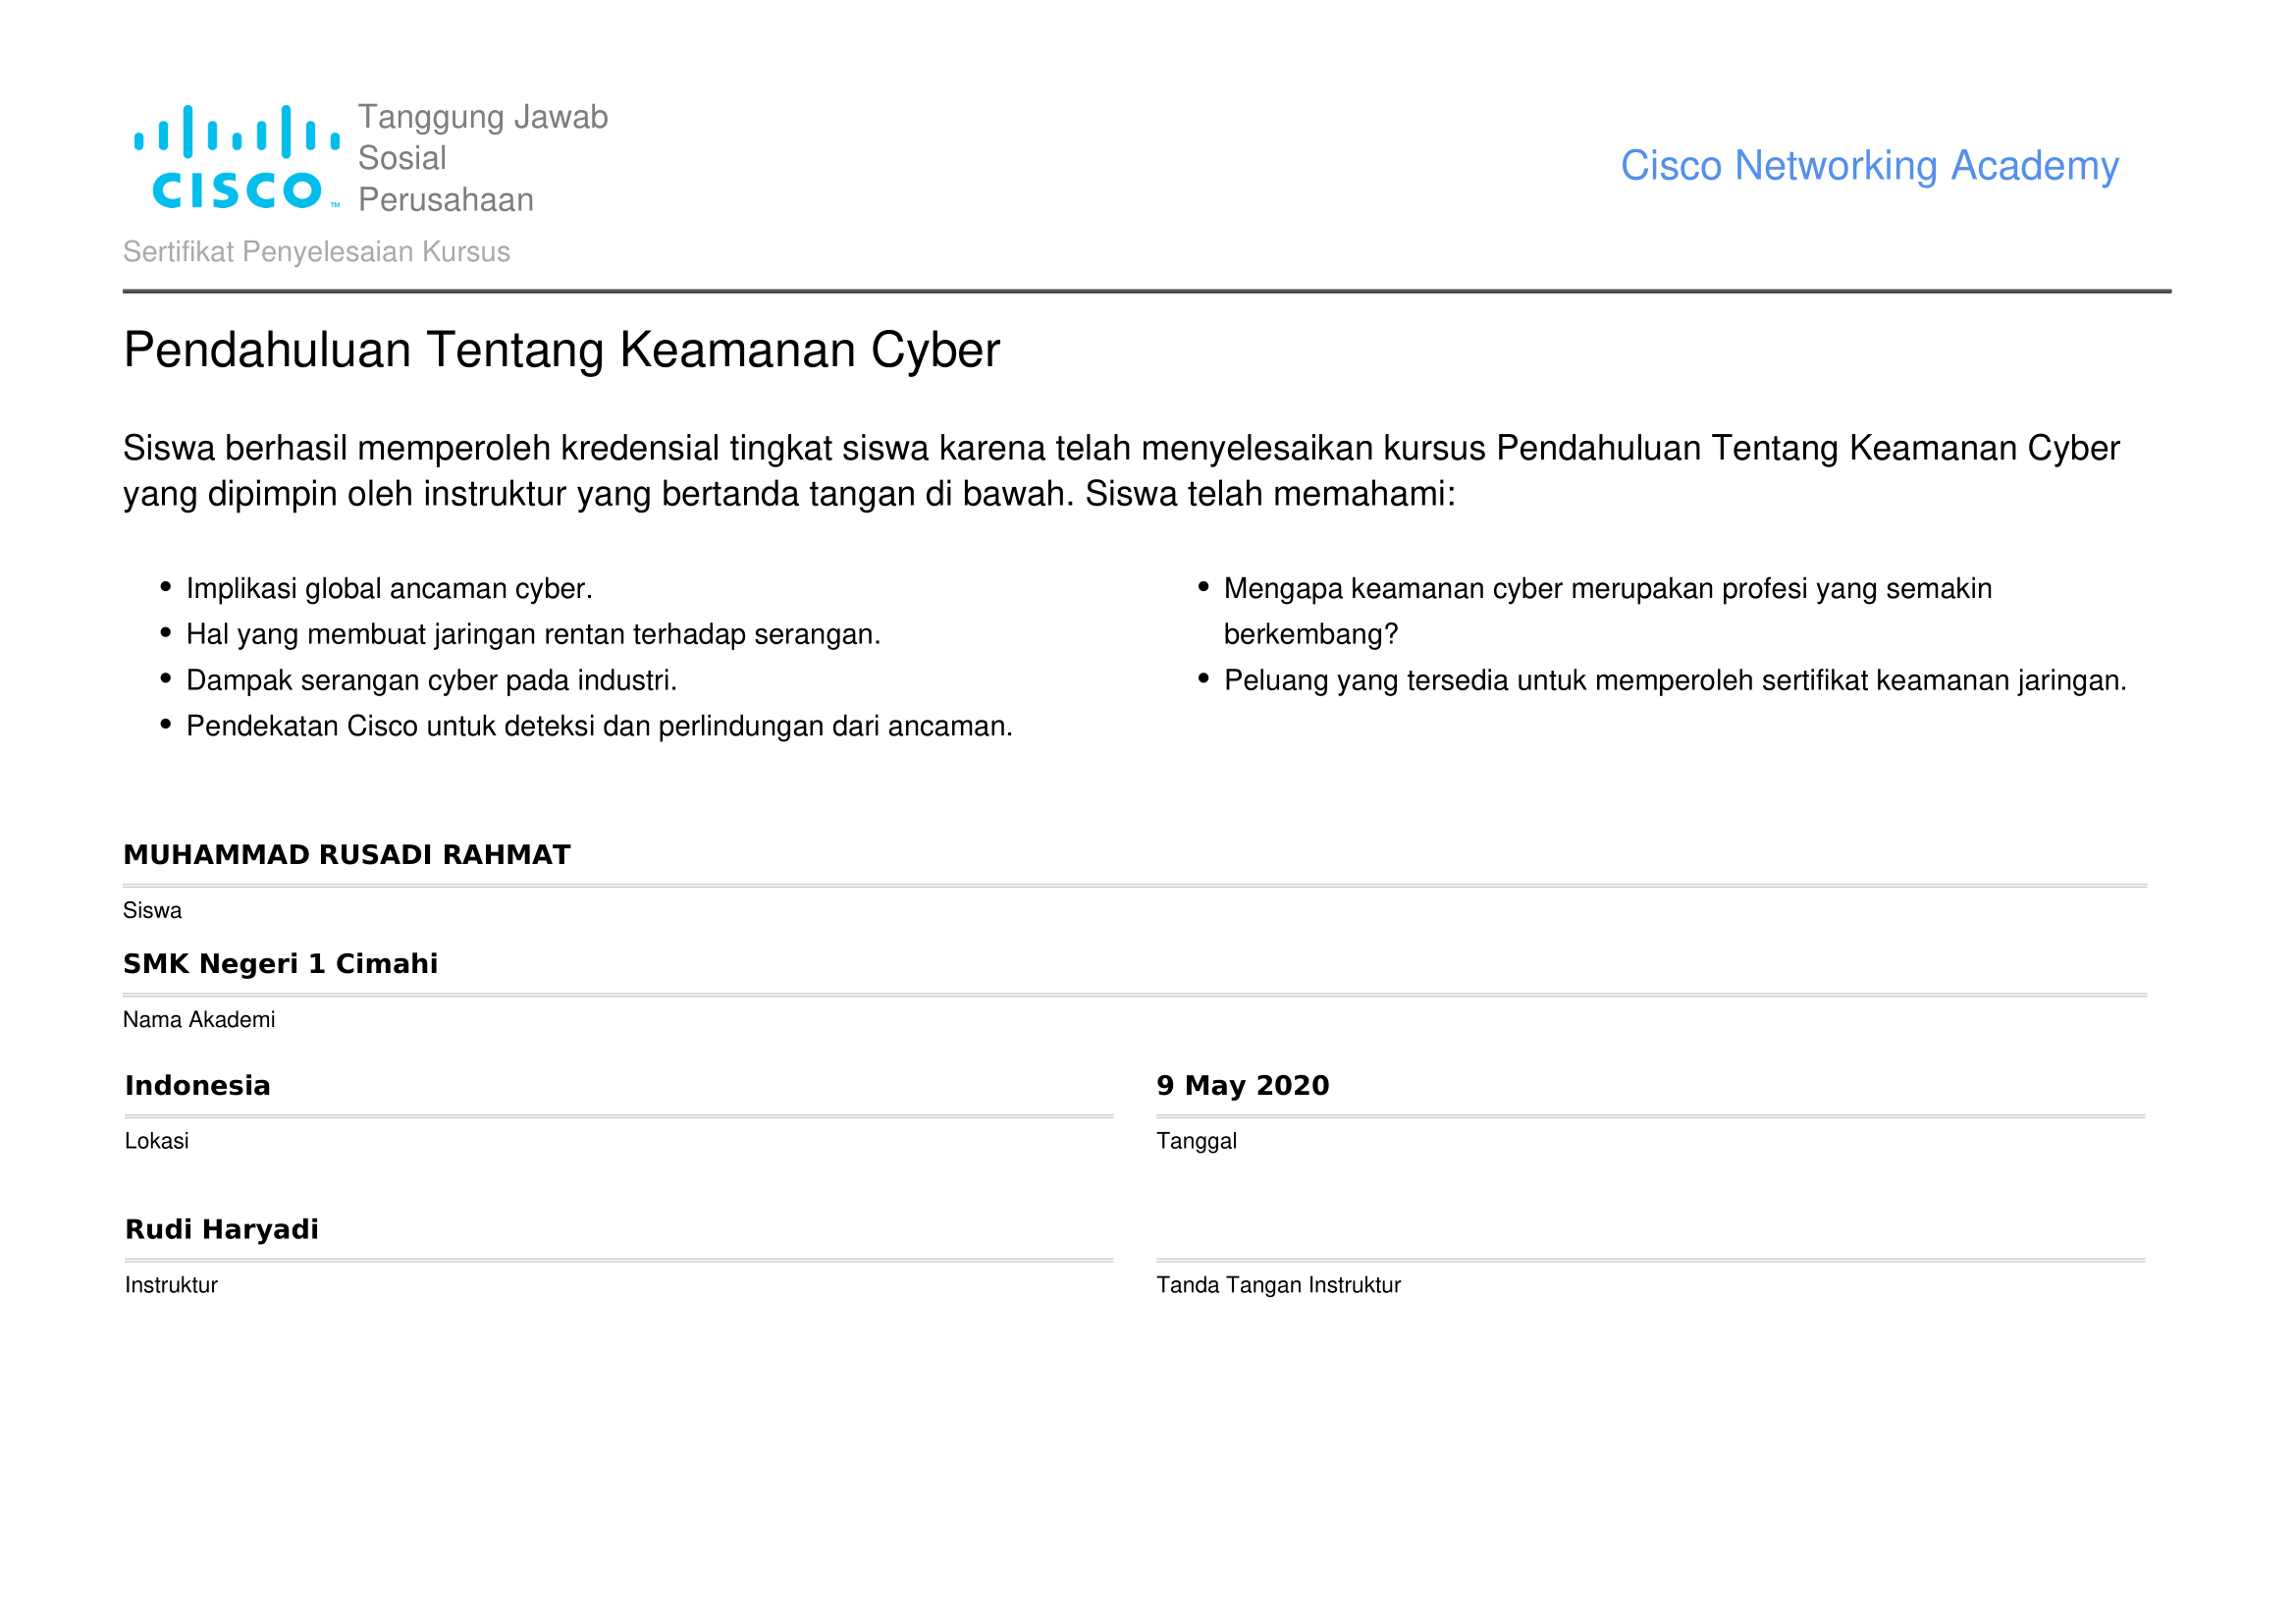 Tanggung Jawab
Sosial
Perusahaan
CISCO™
Cisco Networking Academy
Sertifikat Penyelesaian Kursus
Pendahuluan Tentang Keamanan Cyber
Siswa berhasil memperoleh kredensial tingkat siswa karena telah menyelesaikan kursus Pendahuluan Tentang Keamanan Cyber
yang dipimpin oleh instruktur yang bertanda tangan di bawah. Siswa telah memahami:
• Implikasi global ancaman cyber.
• Hal yang membuat jaringan rentan terhadap serangan.
• Dampak serangan cyber pada industri.
• Pendekatan Cisco untuk deteksi dan perlindungan dari ancaman.
• Mengapa keamanan cyber merupakan profesi yang semakin
berkembang?
• Peluang yang tersedia untuk memperoleh sertifikat keamanan jaringan.
MUHAMMAD RUSADI RAHMAT
Siswa
SMK Negeri 1 Cimahi
Nama Akademi
Indonesia
Lokasi
9 May 2020
Tanggal
Rudi Haryadi
Instruktur
Tanda Tangan Instruktur